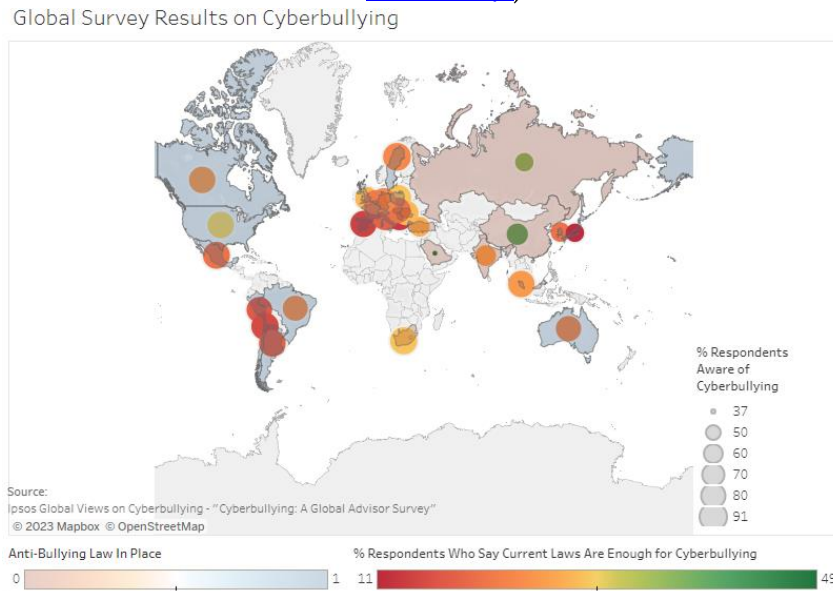 Global Survey Results on Cyberbullying
% Respondents
Aware of
Cyberbullying
37
50
60
70
80
91
Source:
Ipsos Global Views on Cyberbullying - "Cyberbullying: A Global Advisor Survey"
© 2023 Mapbox © OpenStreetMap
Anti-Bullying Law In Place
0 1
% Respondents Who Say Current Laws Are Enough for Cyberbullying
11 49